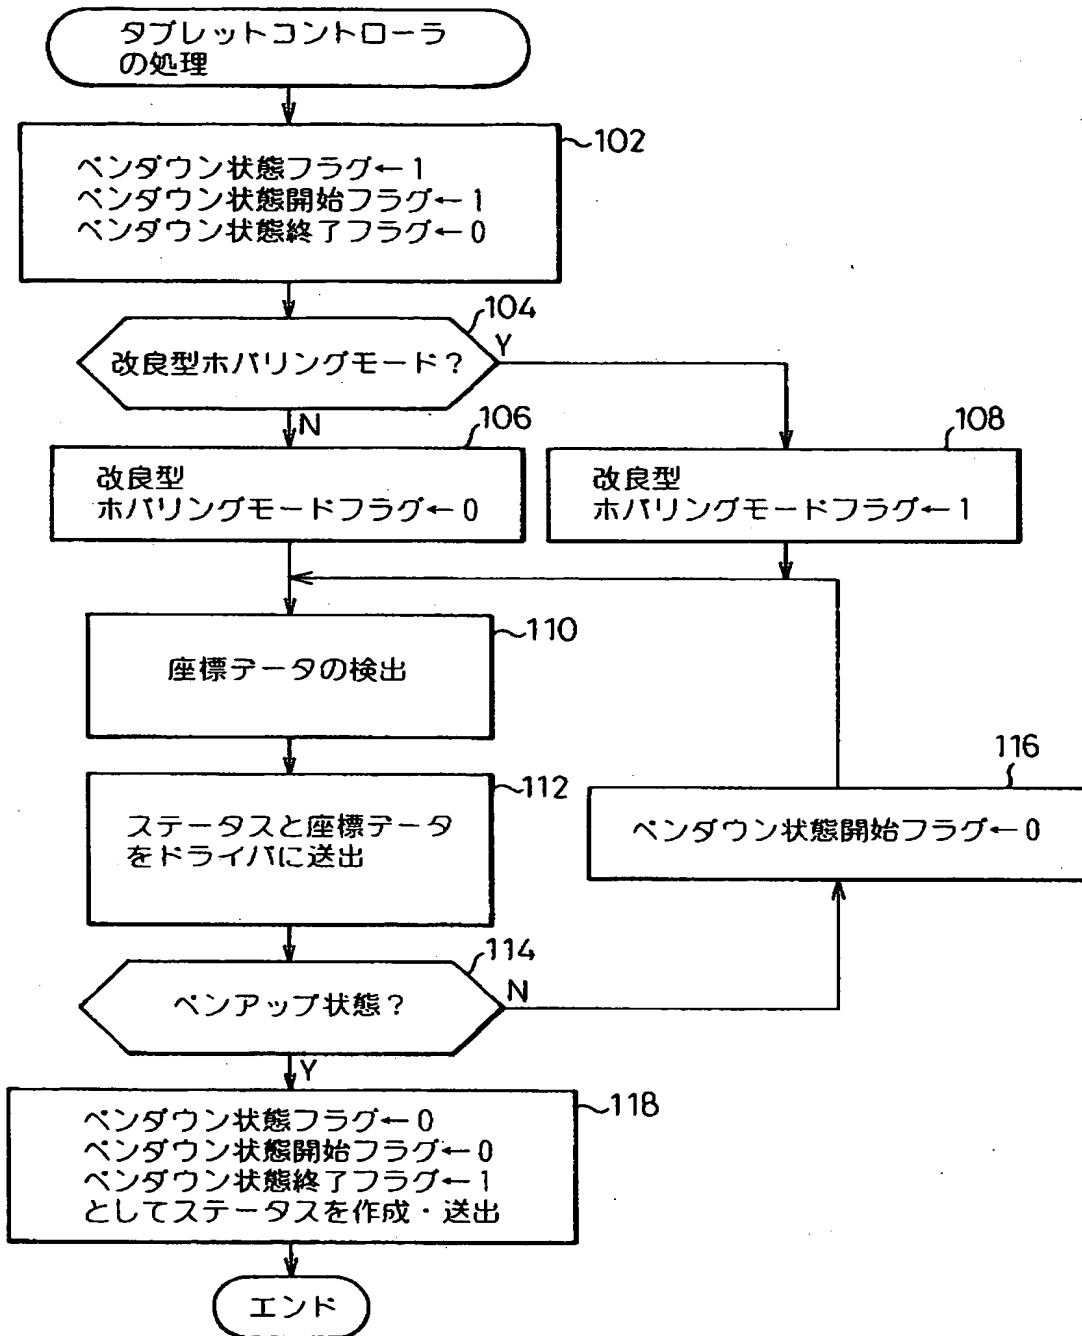 タブレットコントローラ
の処理
102
ペンダウン状態フラグ←1
ペンダウン状態開始フラグ←1
ペンダウン状態終了フラグ←0
104
改良型ホバリングモード？
Y
N
106
改良型
ホバリングモードフラグ←0
108
改良型
ホバリングモードフラグ←1
110
座標データの検出
112
ステータスと座標データ
をドライバに送出
116
ペンダウン状態開始フラグ←0
114
ペンアップ状態？
N
Y
118
ペンダウン状態フラグ←0
ペンダウン状態開始フラグ←0
ペンダウン状態終了フラグ←1
としてステータスを作成・送出
エンド